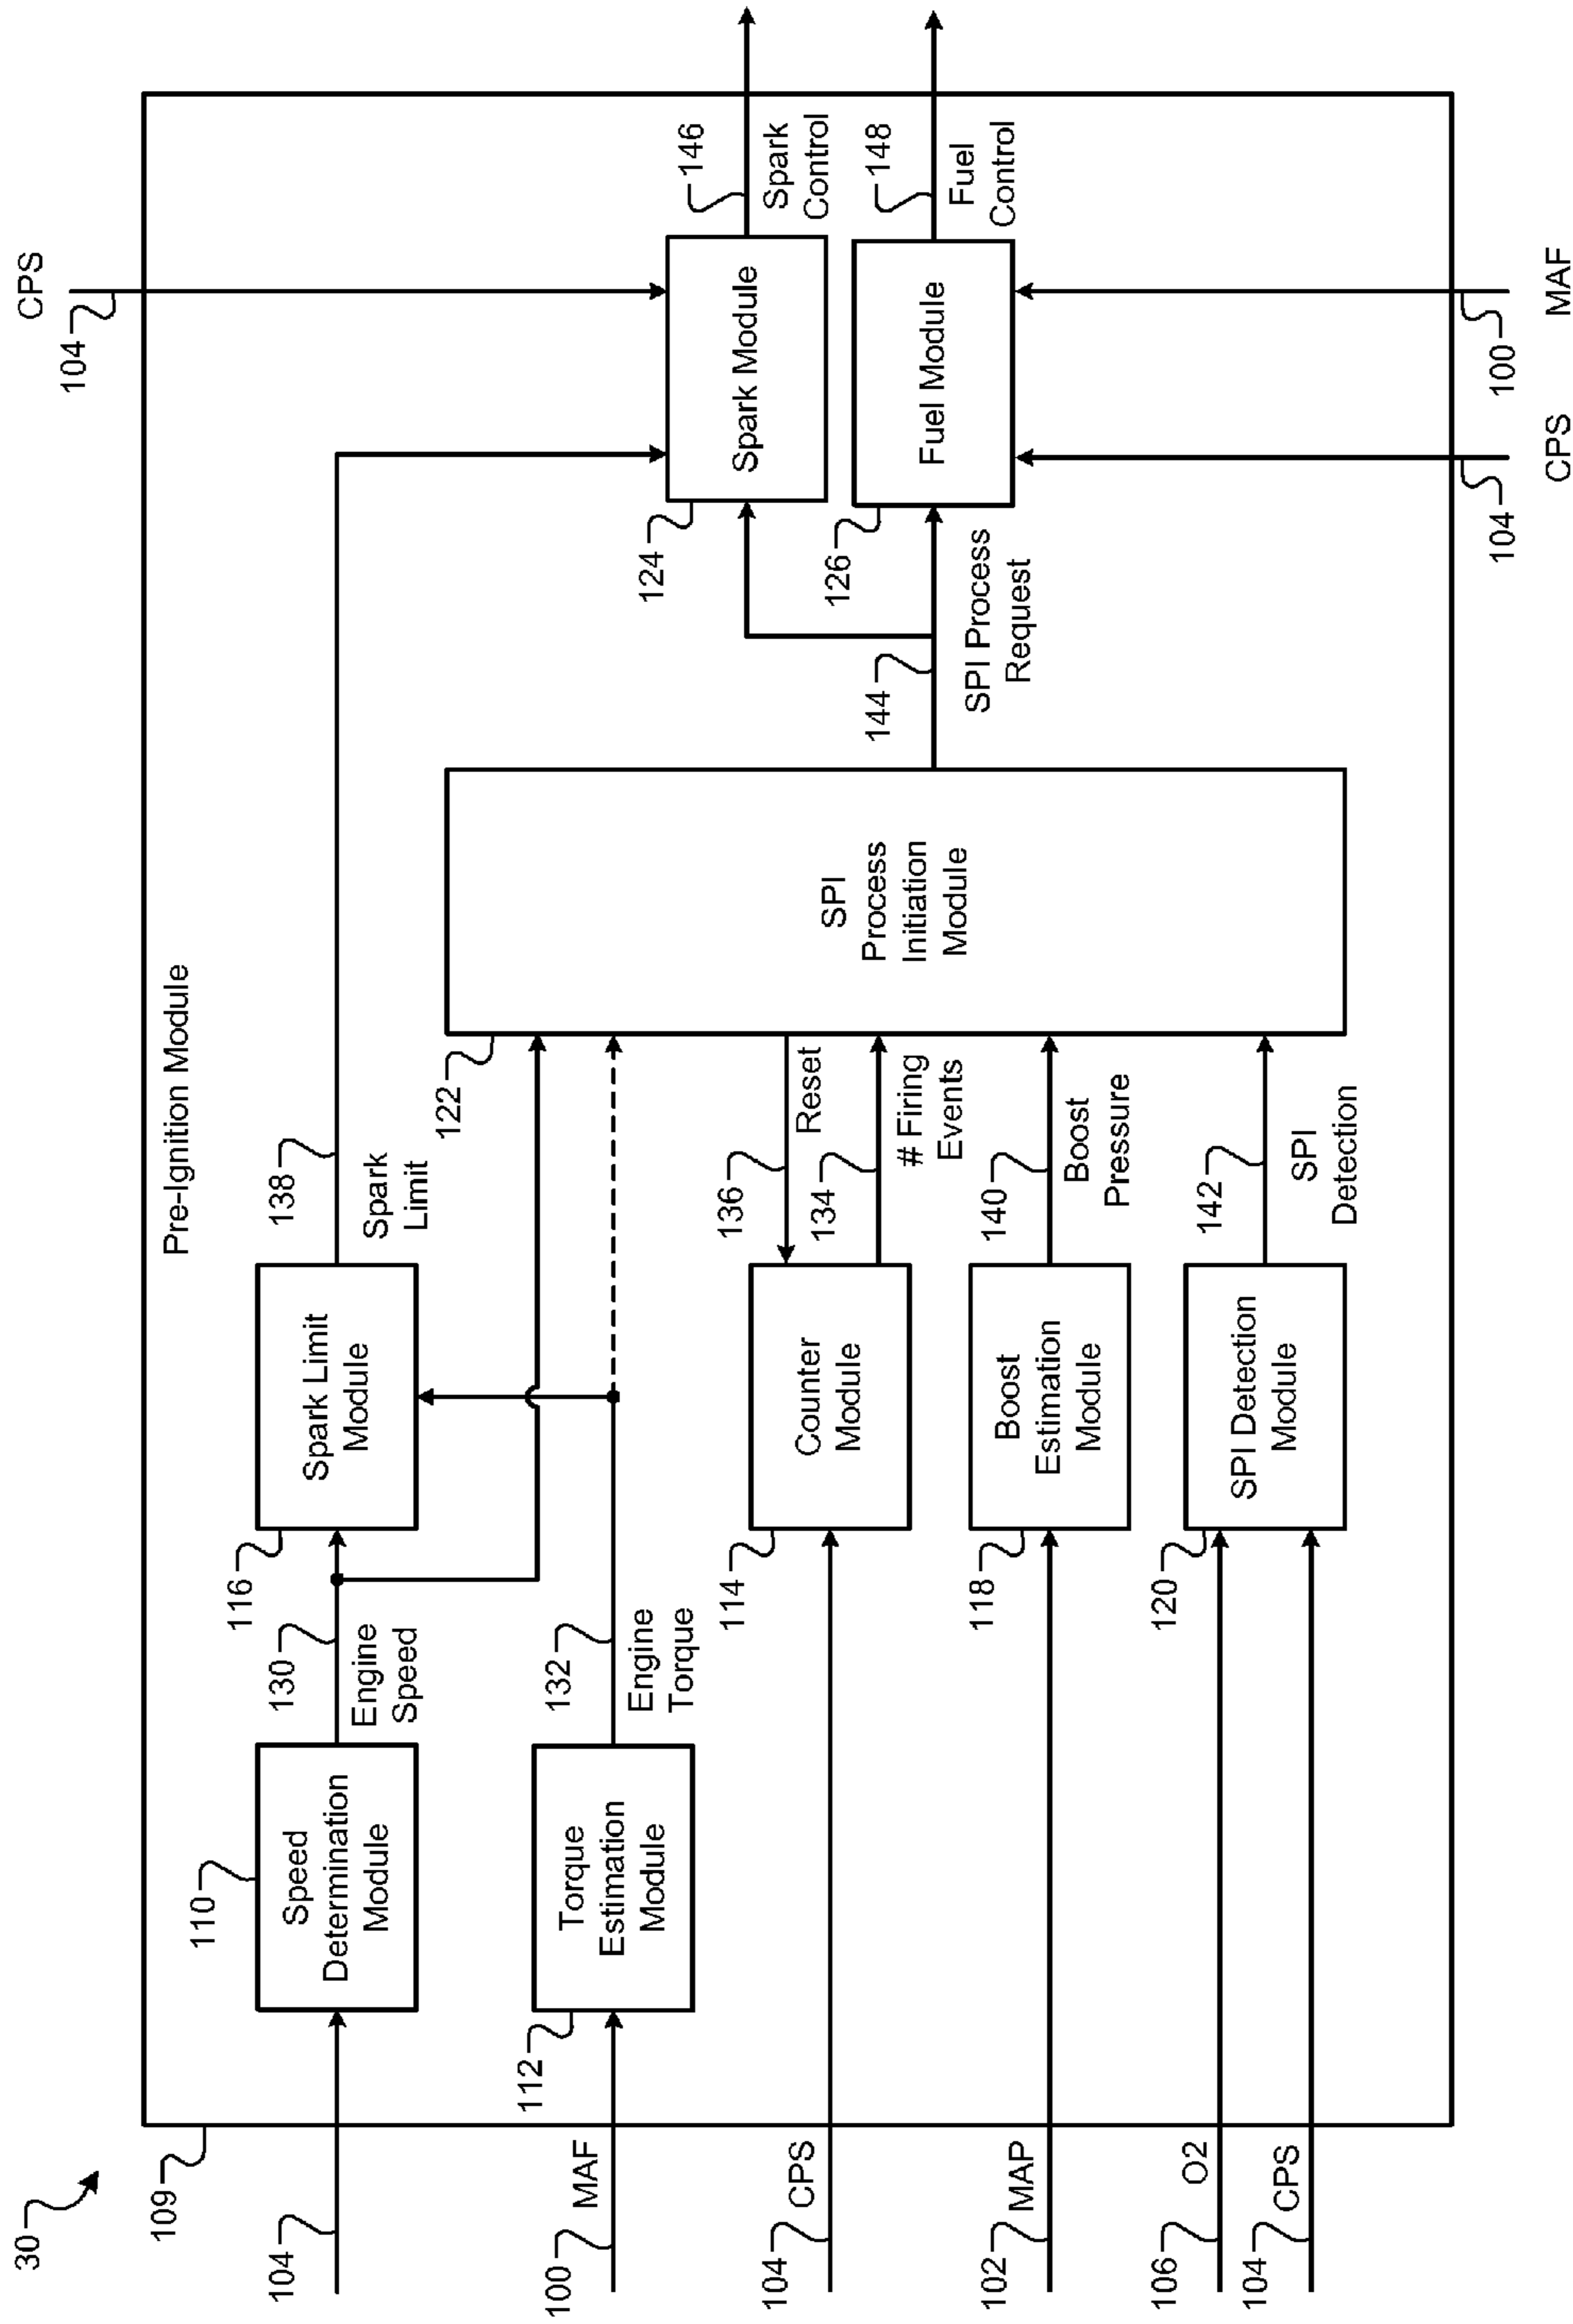 30
109
Pre-Ignition Module
104
110
Speed
Determination
Module
130
Engine
Speed
116
Spark Limit
Module
138
Spark
Limit
CPS
104
100
MAF
112
Torque
Estimation
Module
132
Engine
Torque
122
SPI
Process
Initiation
Module
104
CPS
114
Counter
Module
136
Reset
134
# Firing
Events
102
MAP
118
Boost
Estimation
Module
140
Boost
Pressure
106
O2
104
CPS
120
SPI Detection
Module
142
SPI
Detection
144
SPI Process
Request
124
Spark Module
146
Spark
Control
126
Fuel Module
148
Fuel
Control
104
CPS
100
MAF